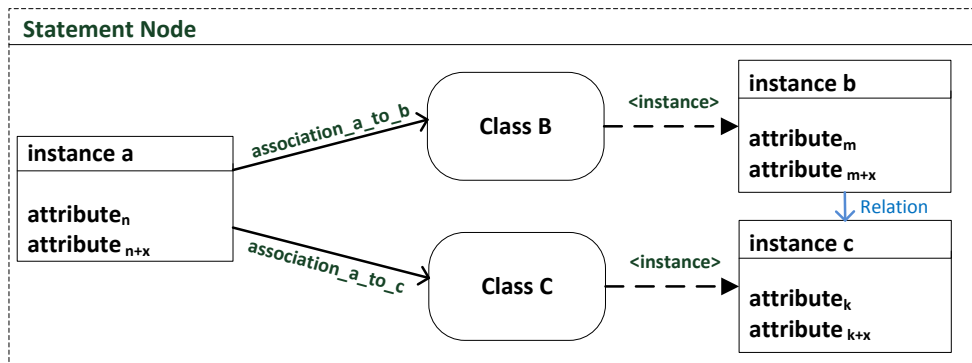 Statement Node
instance a
attributen
attribute n+x
association_a_to_b
association_a_to_c
Class B
Class C
<instance>
<instance>
instance b
attributem
attribute m+x
Relation
instance c
attributek
attribute k+x